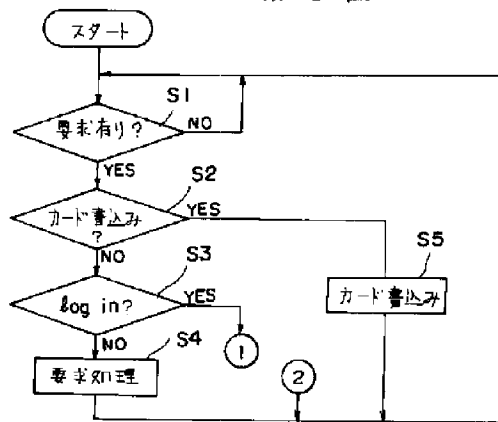 スタート
S1
要求有り?
NO
YES
S2
カード書込み
?
YES
NO
S3
log in?
YES
S5
カード書込み
NO
S4
1
要求処理
2